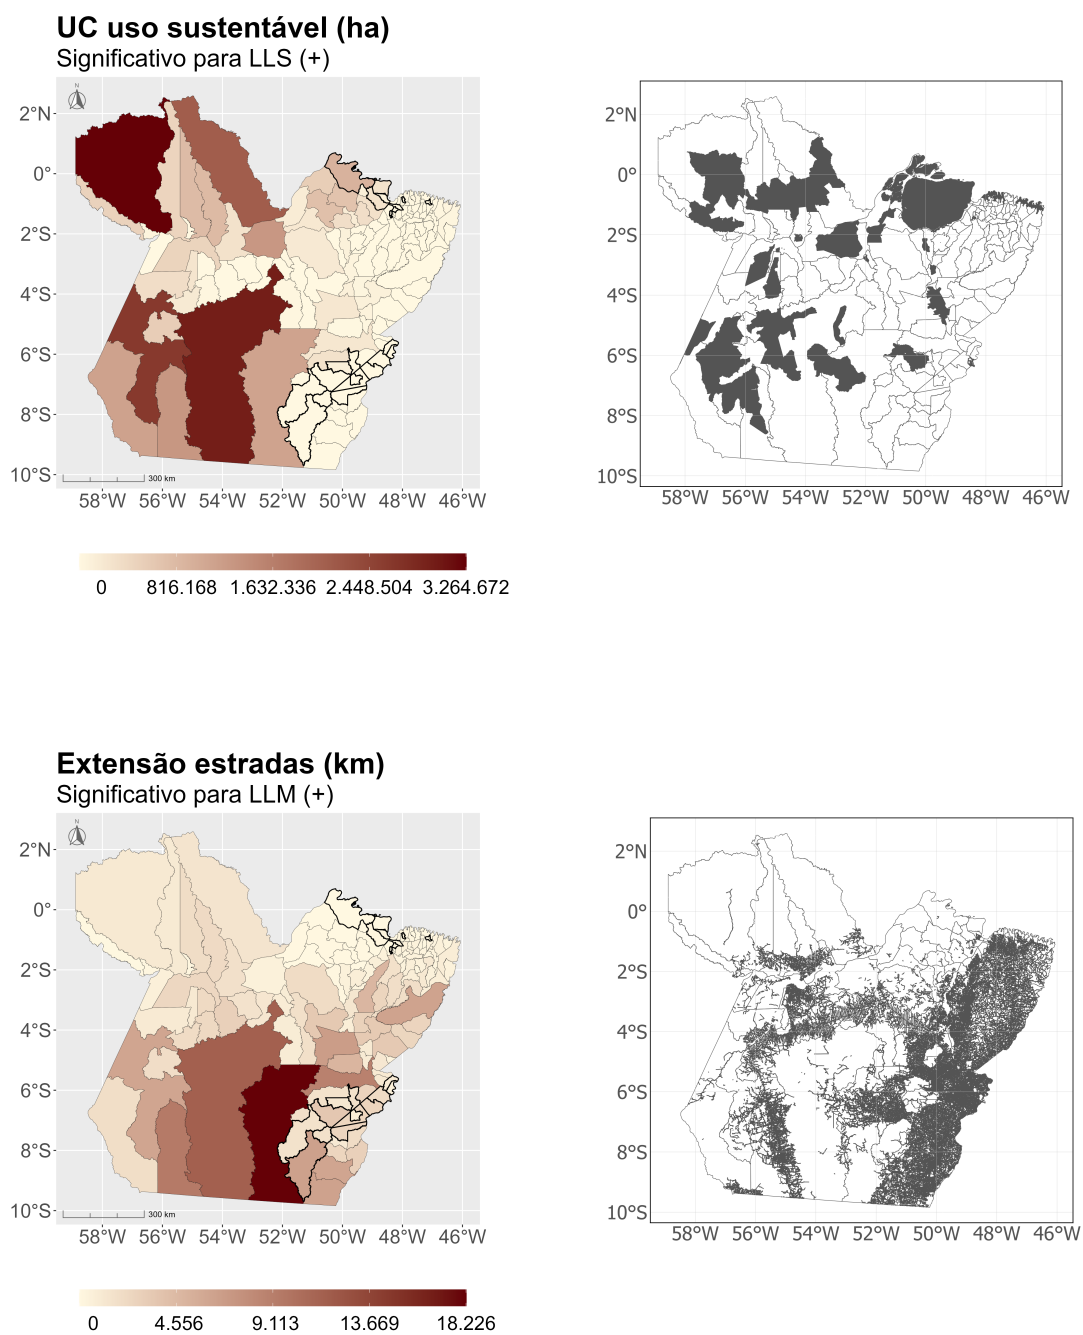 UC uso sustentável (ha)
Significativo para LLS (+)
N
2°N
0°
2°S
4°S
6°S
8°S
10°S
300 km
58°W 56°W 54°W 52°W 50°W 48°W 46°W
0 816.168 1.632.336 2.448.504 3.264.672
2°N
0°
2°S
4°S
6°S
8°S
10°S
58°W 56°W 54°W 52°W 50°W 48°W 46°W
Extensão estradas (km)
Significativo para LLM (+)
N
2°N
0°
2°S
4°S
6°S
8°S
10°S
300 km
58°W 56°W 54°W 52°W 50°W 48°W 46°W
0 4.556 9.113 13.669 18.226
2°N
0°
2°S
4°S
6°S
8°S
10°S
58°W 56°W 54°W 52°W 50°W 48°W 46°W